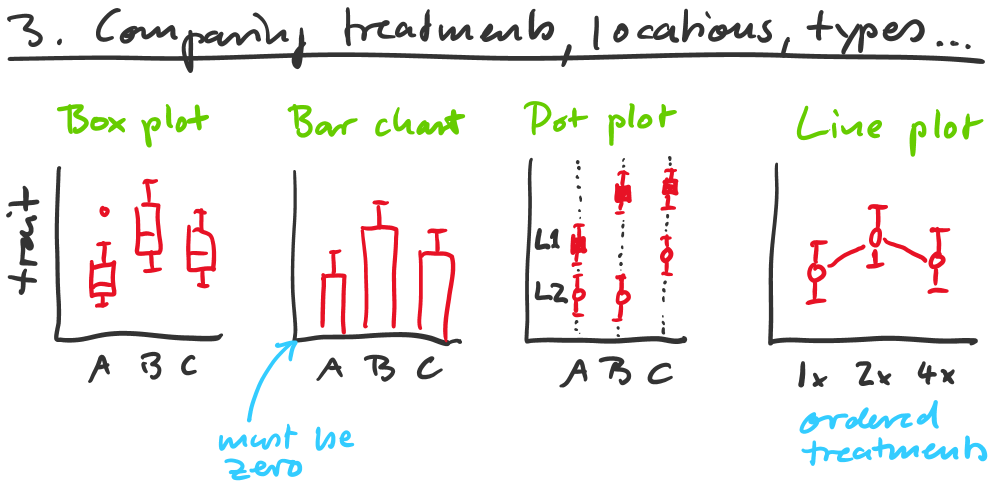 3. Comparing treatments, locations, types...
Box plot
Bar chart
Dot plot
Line plot
trait
A B C
must be
zero
A B C
L1
L2
A B C
1x 2x 4x
ordered
treatments